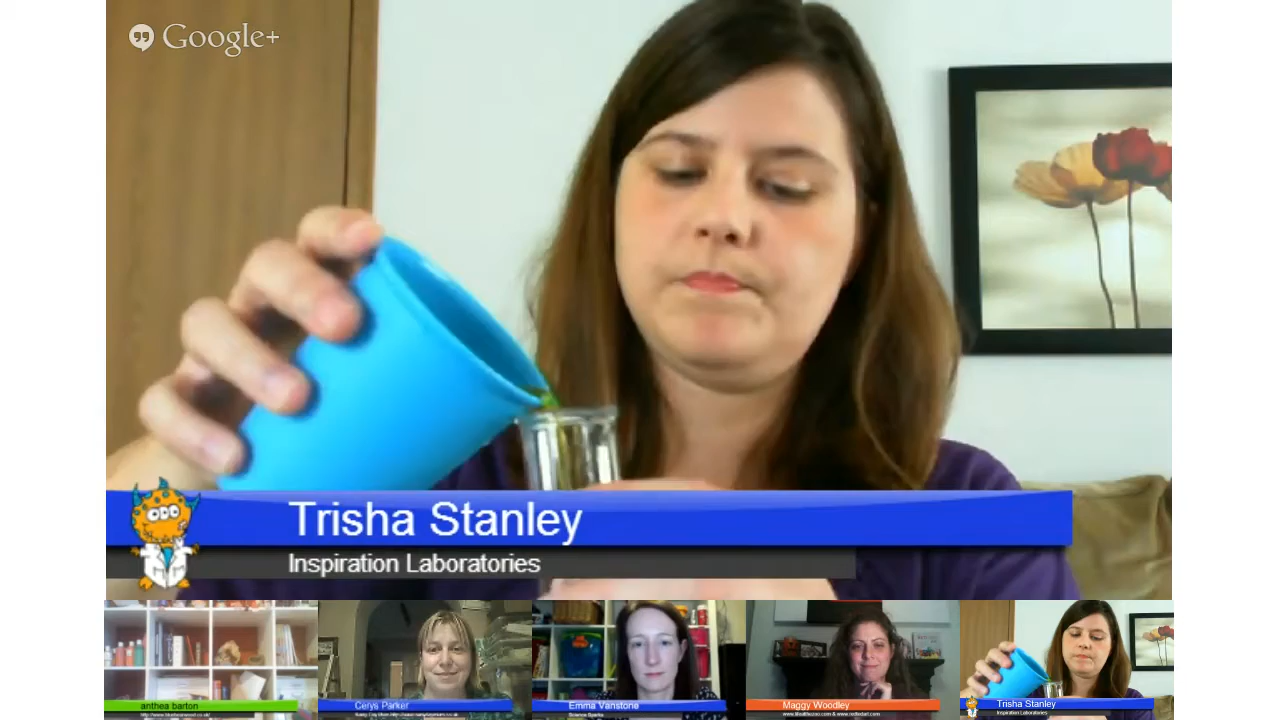 Google+
Trisha Stanley
Inspiration Laboratories
anthea barton
Cerys Parker
Emma Vanstone
Science Sparks
Maggy Woodley
Trisha Stanley
Inspiration Laboratories